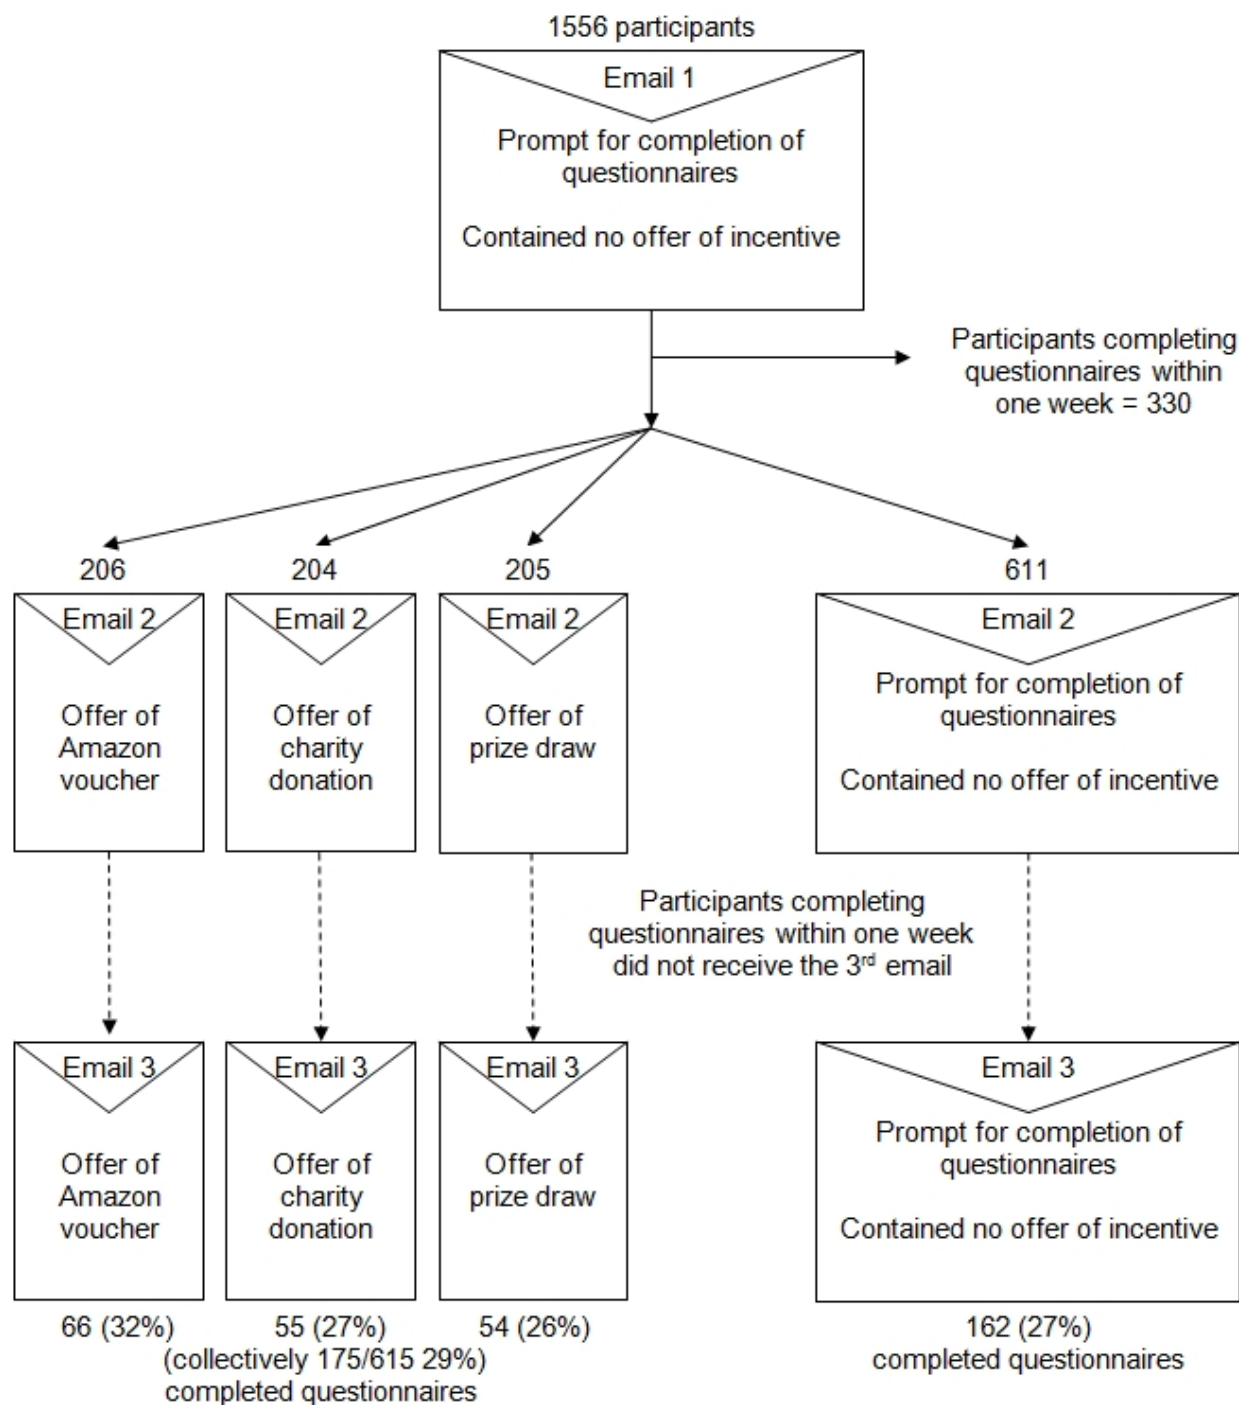 1556 participants
Email 1
Prompt for completion of
questionnaires
Contained no offer of incentive
Participants completing
questionnaires within
one week = 330
206
204
205
611
Email 2
Offer of
Amazon
voucher
Email 2
Offer of
charity
donation
Email 2
Offer of
prize draw
Email 2
Prompt for completion of
questionnaires
Contained no offer of incentive
Participants completing
questionnaires within one week
did not receive the 3rd email
Email 3
Offer of
Amazon
voucher
Email 3
Offer of
charity
donation
Email 3
Offer of
prize draw
Email 3
Prompt for completion of
questionnaires
Contained no offer of incentive
66 (32%)
55 (27%)
54 (26%)
(collectively 175/615 29%)
completed questionnaires
162 (27%)
completed questionnaires